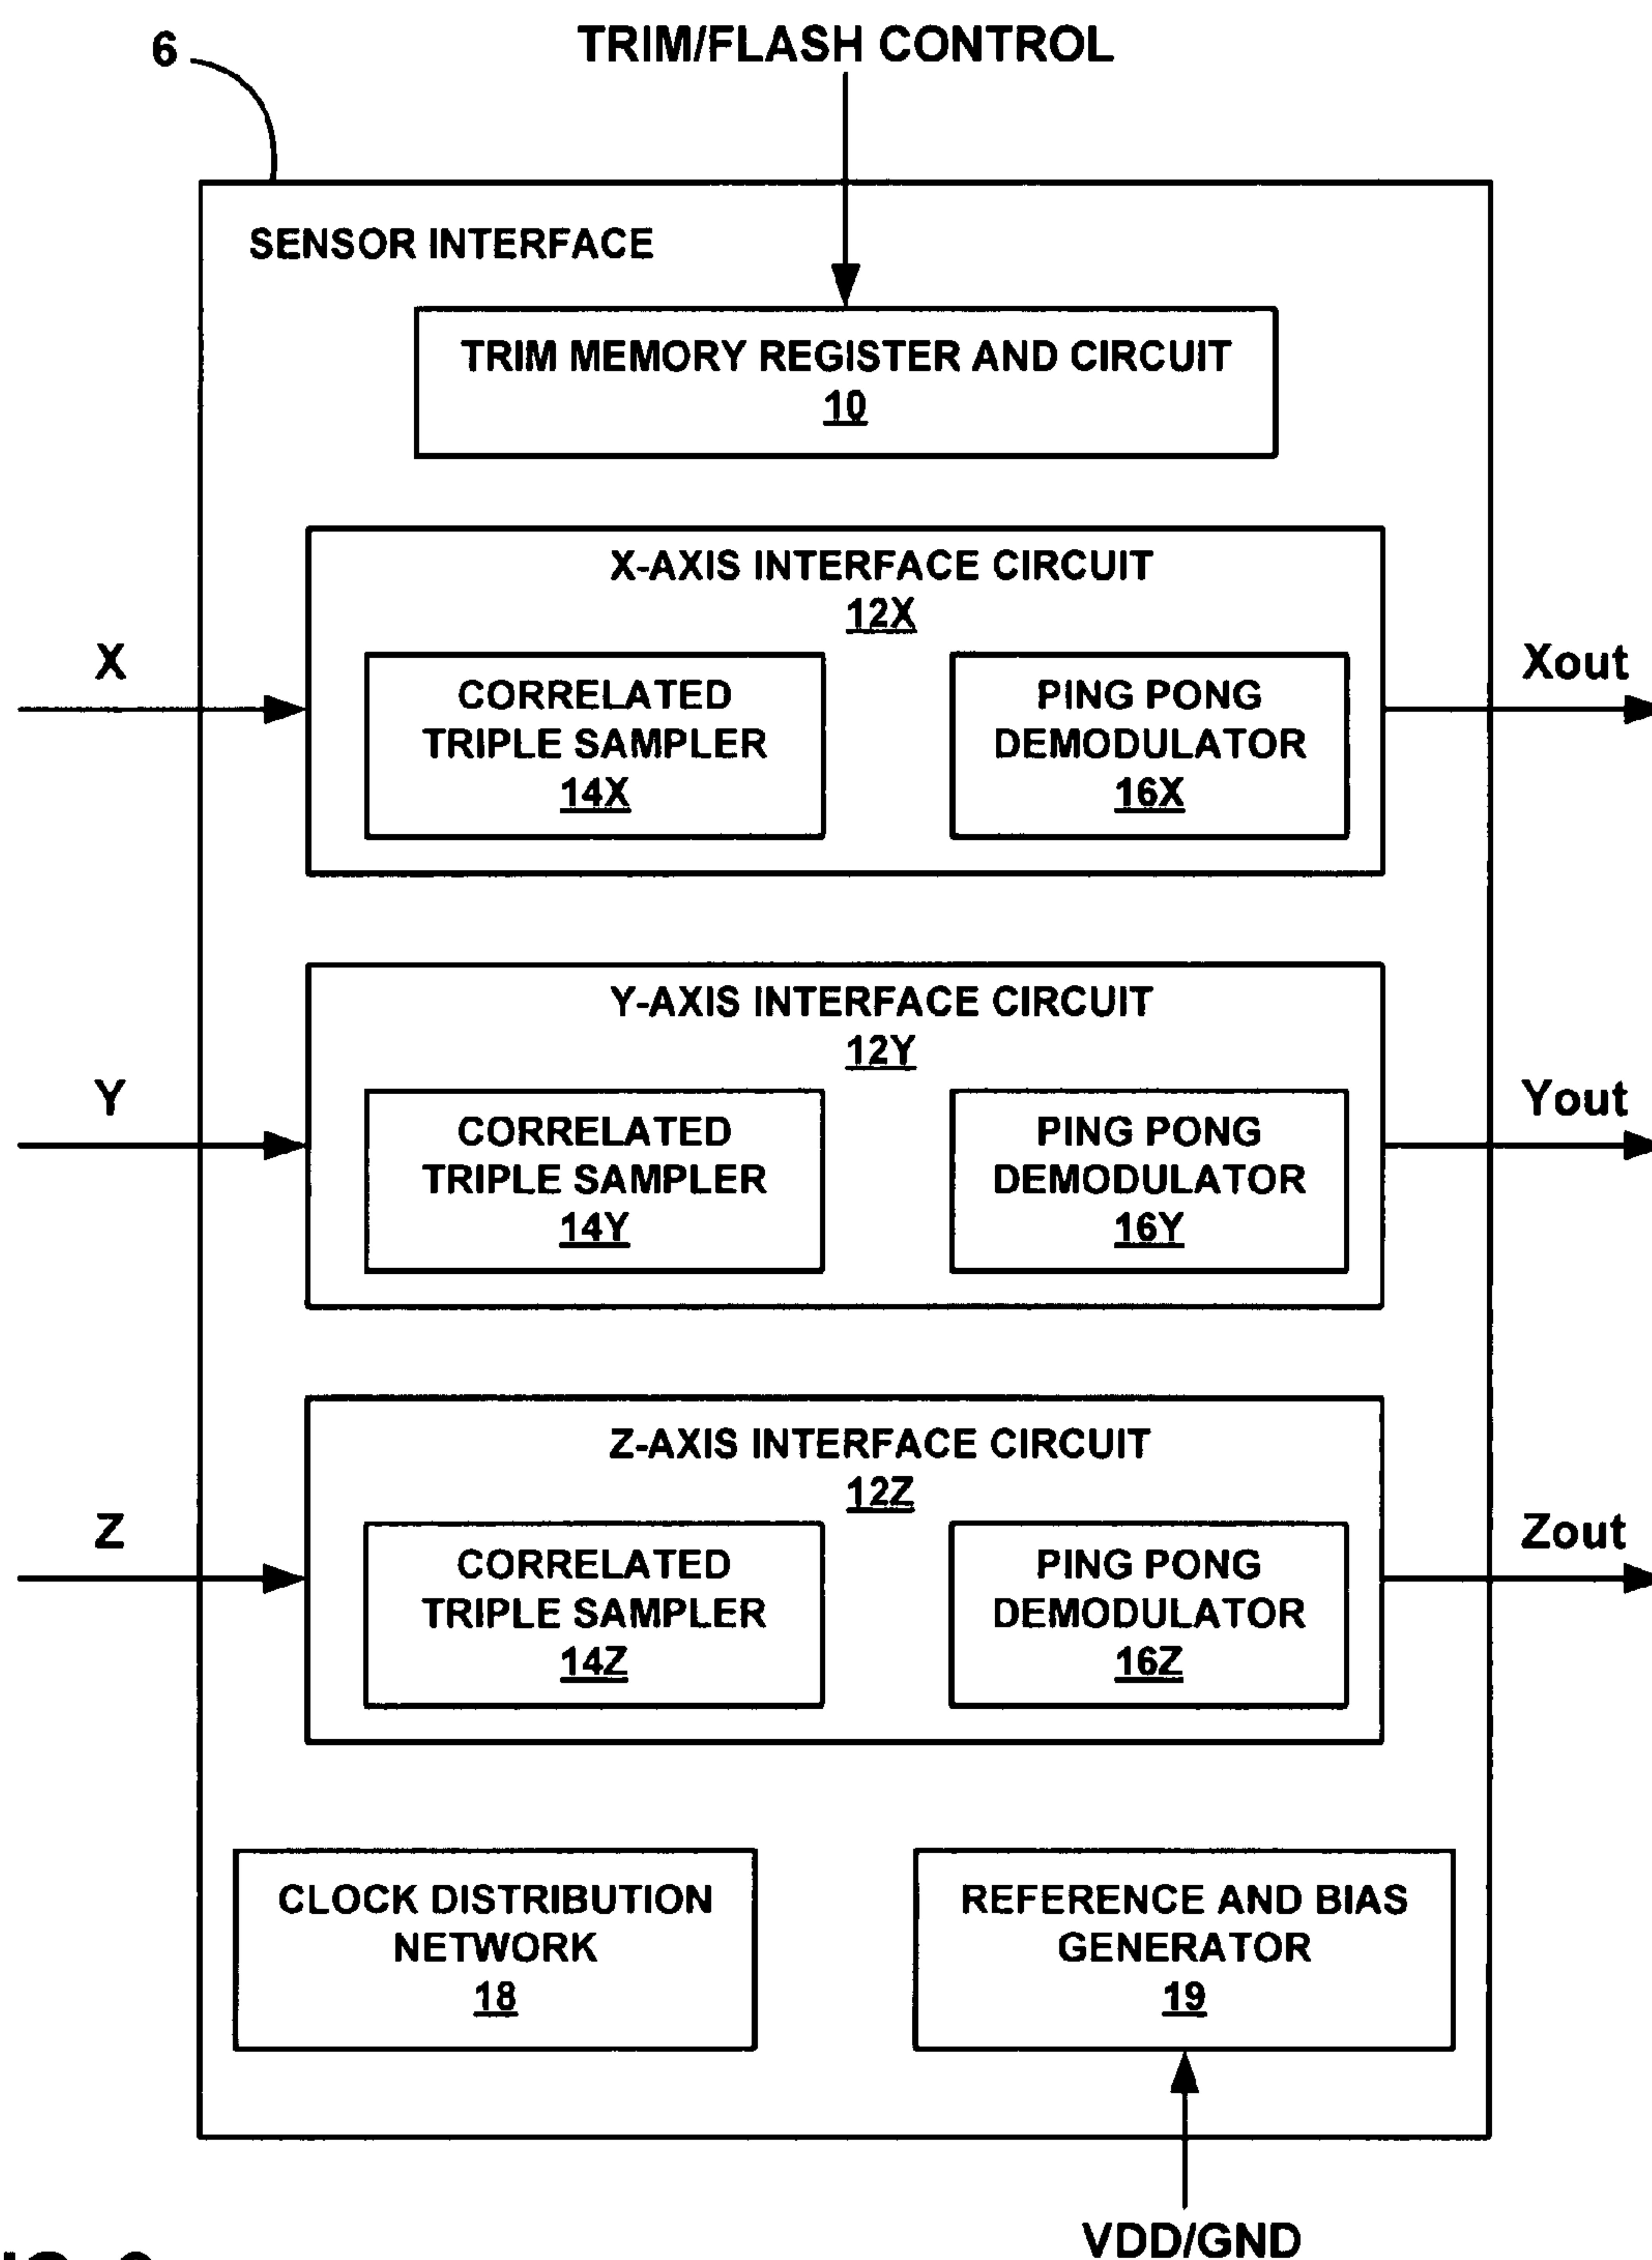 6
TRIM/FLASH CONTROL
SENSOR INTERFACE
TRIM MEMORY REGISTER AND CIRCUIT
10
X-AXIS INTERFACE CIRCUIT
12X
X
CORRELATED
TRIPLE SAMPLER
14X
PING PONG
DEMODULATOR
16X
Xout
Y-AXIS INTERFACE CIRCUIT
12Y
Y
CORRELATED
TRIPLE SAMPLER
14Y
PING PONG
DEMODULATOR
16Y
Yout
Z-AXIS INTERFACE CIRCUIT
12Z
Z
CORRELATED
TRIPLE SAMPLER
14Z
PING PONG
DEMODULATOR
16Z
Zout
CLOCK DISTRIBUTION
NETWORK
18
REFERENCE AND BIAS
GENERATOR
19
VDD/GND